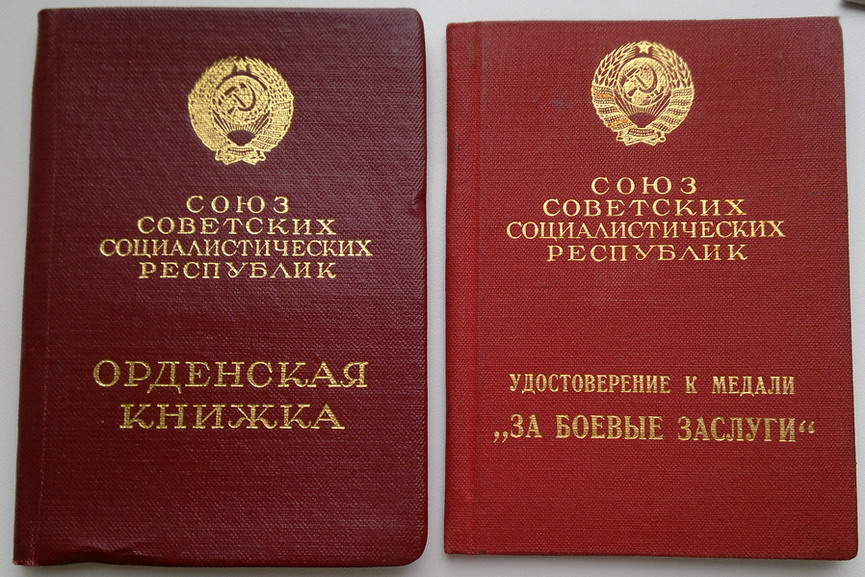 СОЮЗ
СОВЕТСКИХ
СОЦИАЛИСТИЧЕСКИХ
РЕСПУБЛИК
ОРДЕНСКАЯ
КНИЖКА
СОЮЗ
СОВЕТСКИХ
СОЦИАЛИСТИЧЕСКИХ
РЕСПУБЛИК
УДОСТОВЕРЕНИЕ К МЕДАЛИ
„ЗА БОЕВЫЕ ЗАСЛУГИ“